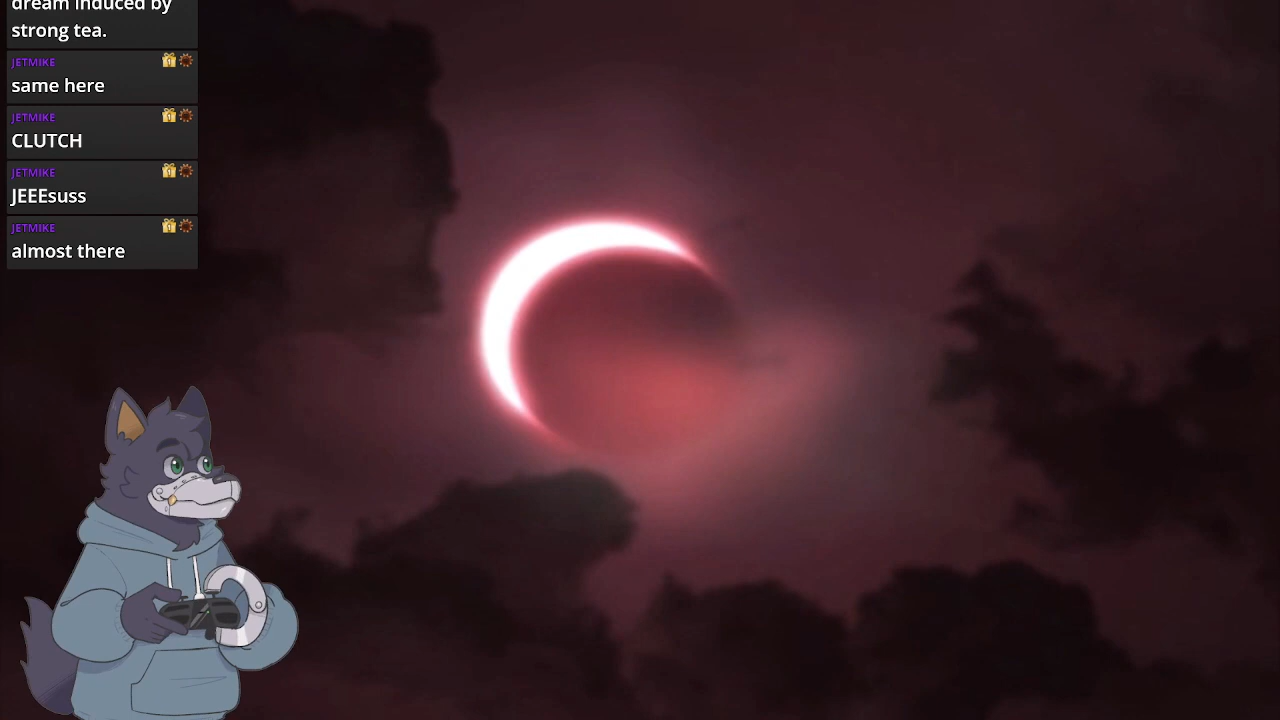 dream induced by
strong tea.
JETMIKE
same here
JETMIKE
CLUTCH
JETMIKE
JEEEsuss
JETMIKE
almost there